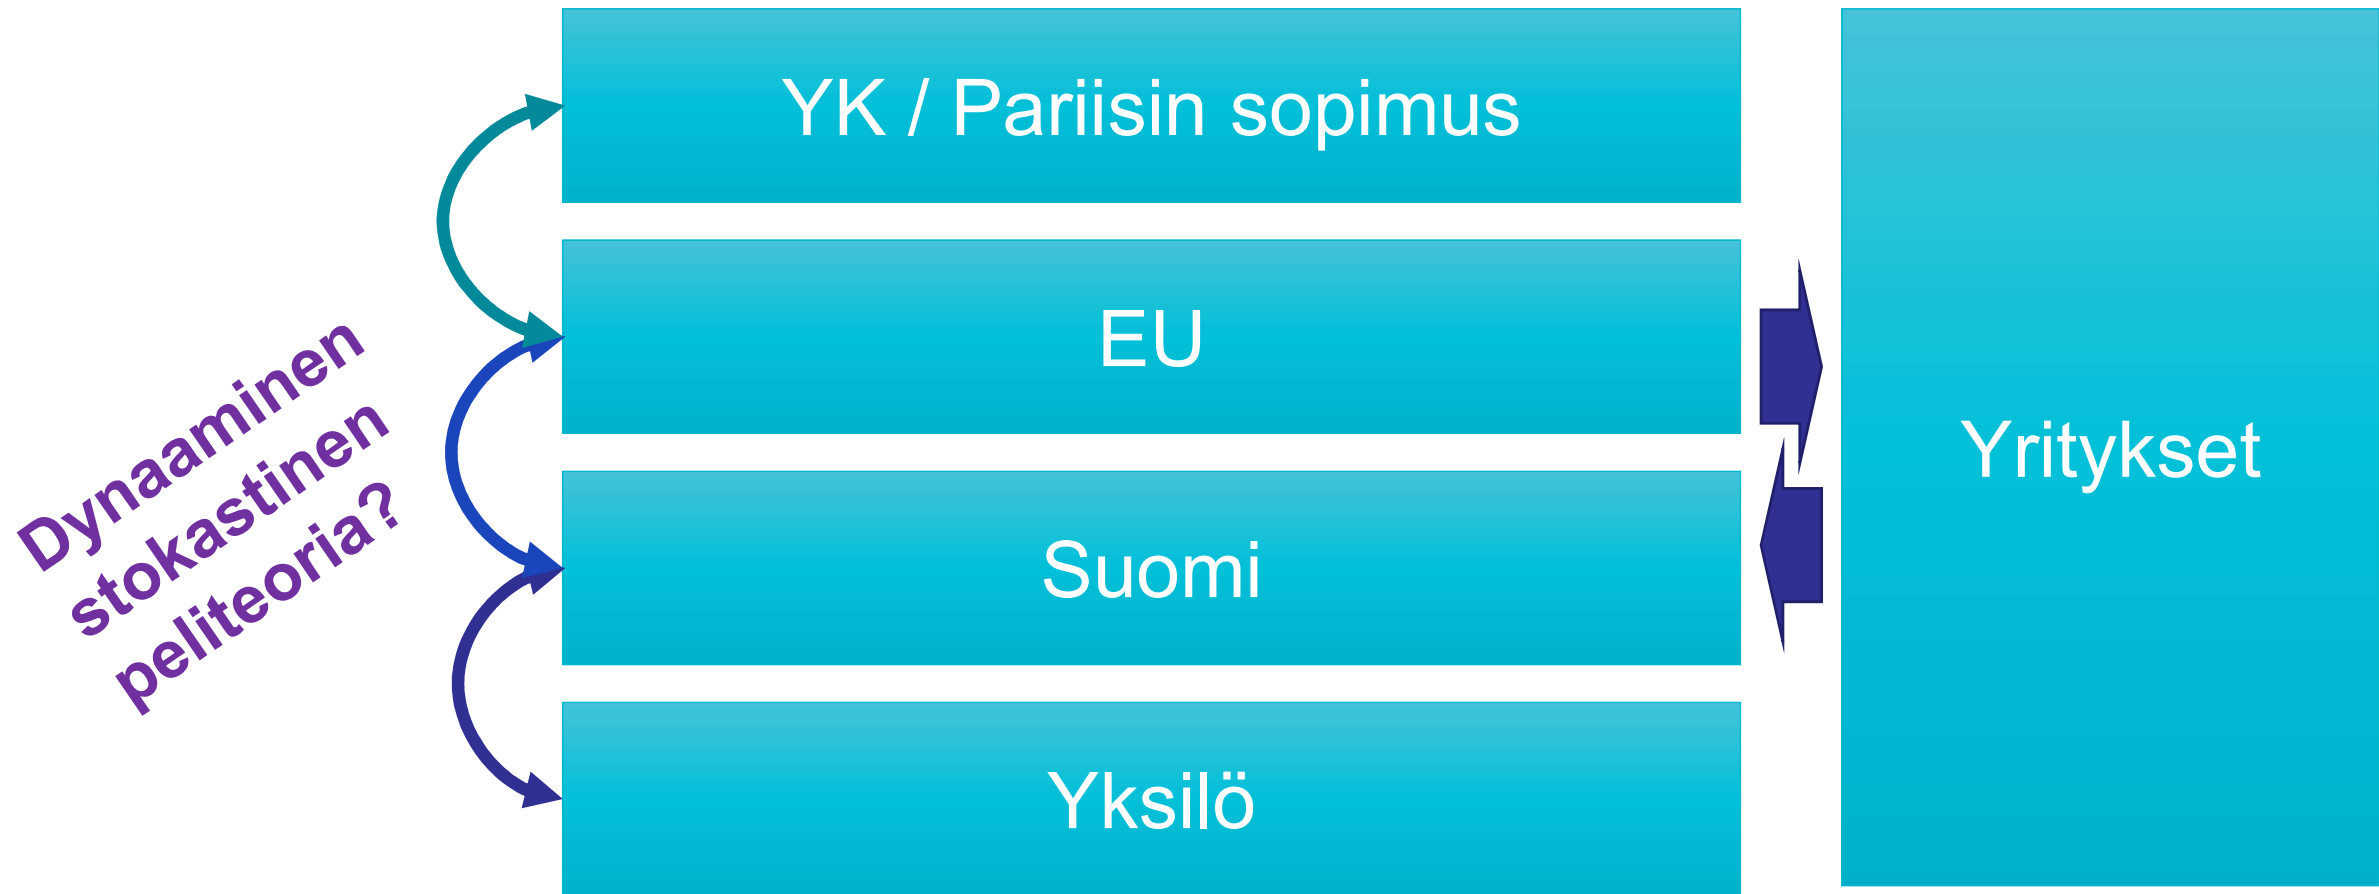 YK / Pariisin sopimus
EU
Suomi
Yksilö
Yritykset
Dynaaminen
stokastinen
peliteoria?